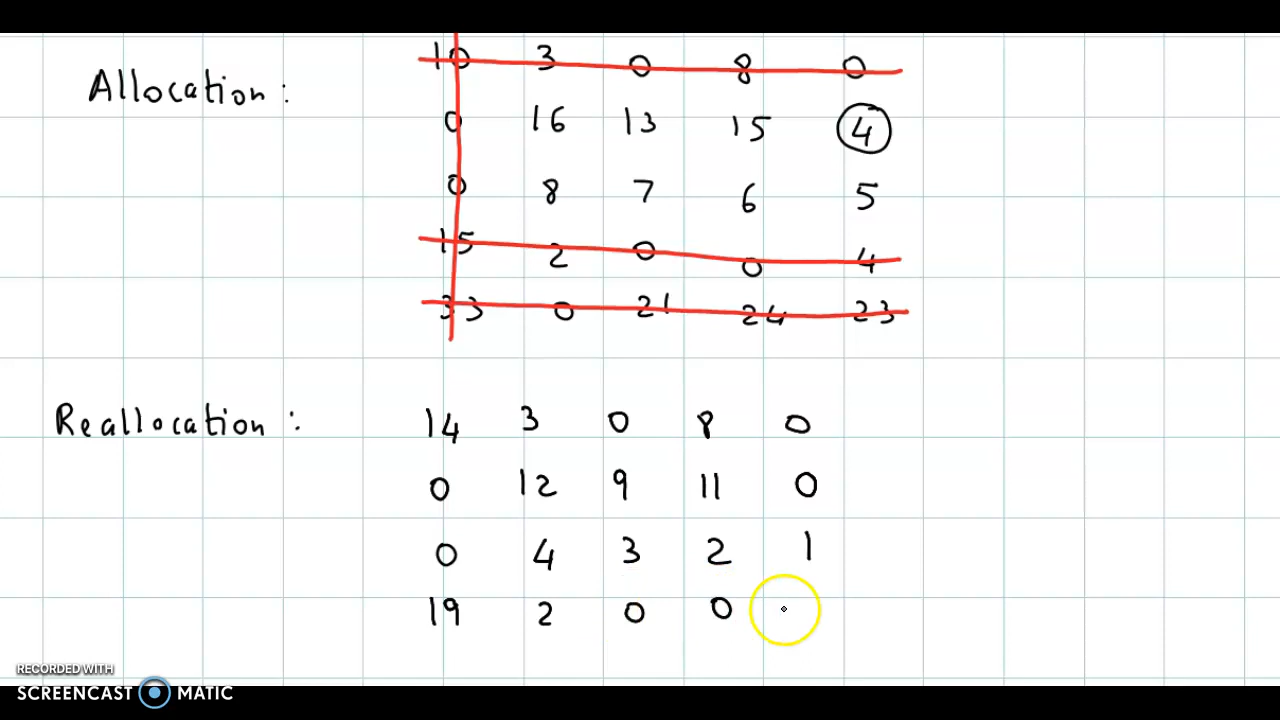 10 3 0 8 0
Allocation:
0 16 13 15 4
0 8 7 6 5
15 2 0 0 4
33 0 21 24 23
Reallocation: 14 3 0 8 0
0 12 9 11 0
0 4 3 2 1
19 2 0 0
RECORDED WITH
SCREENCAST MATIC